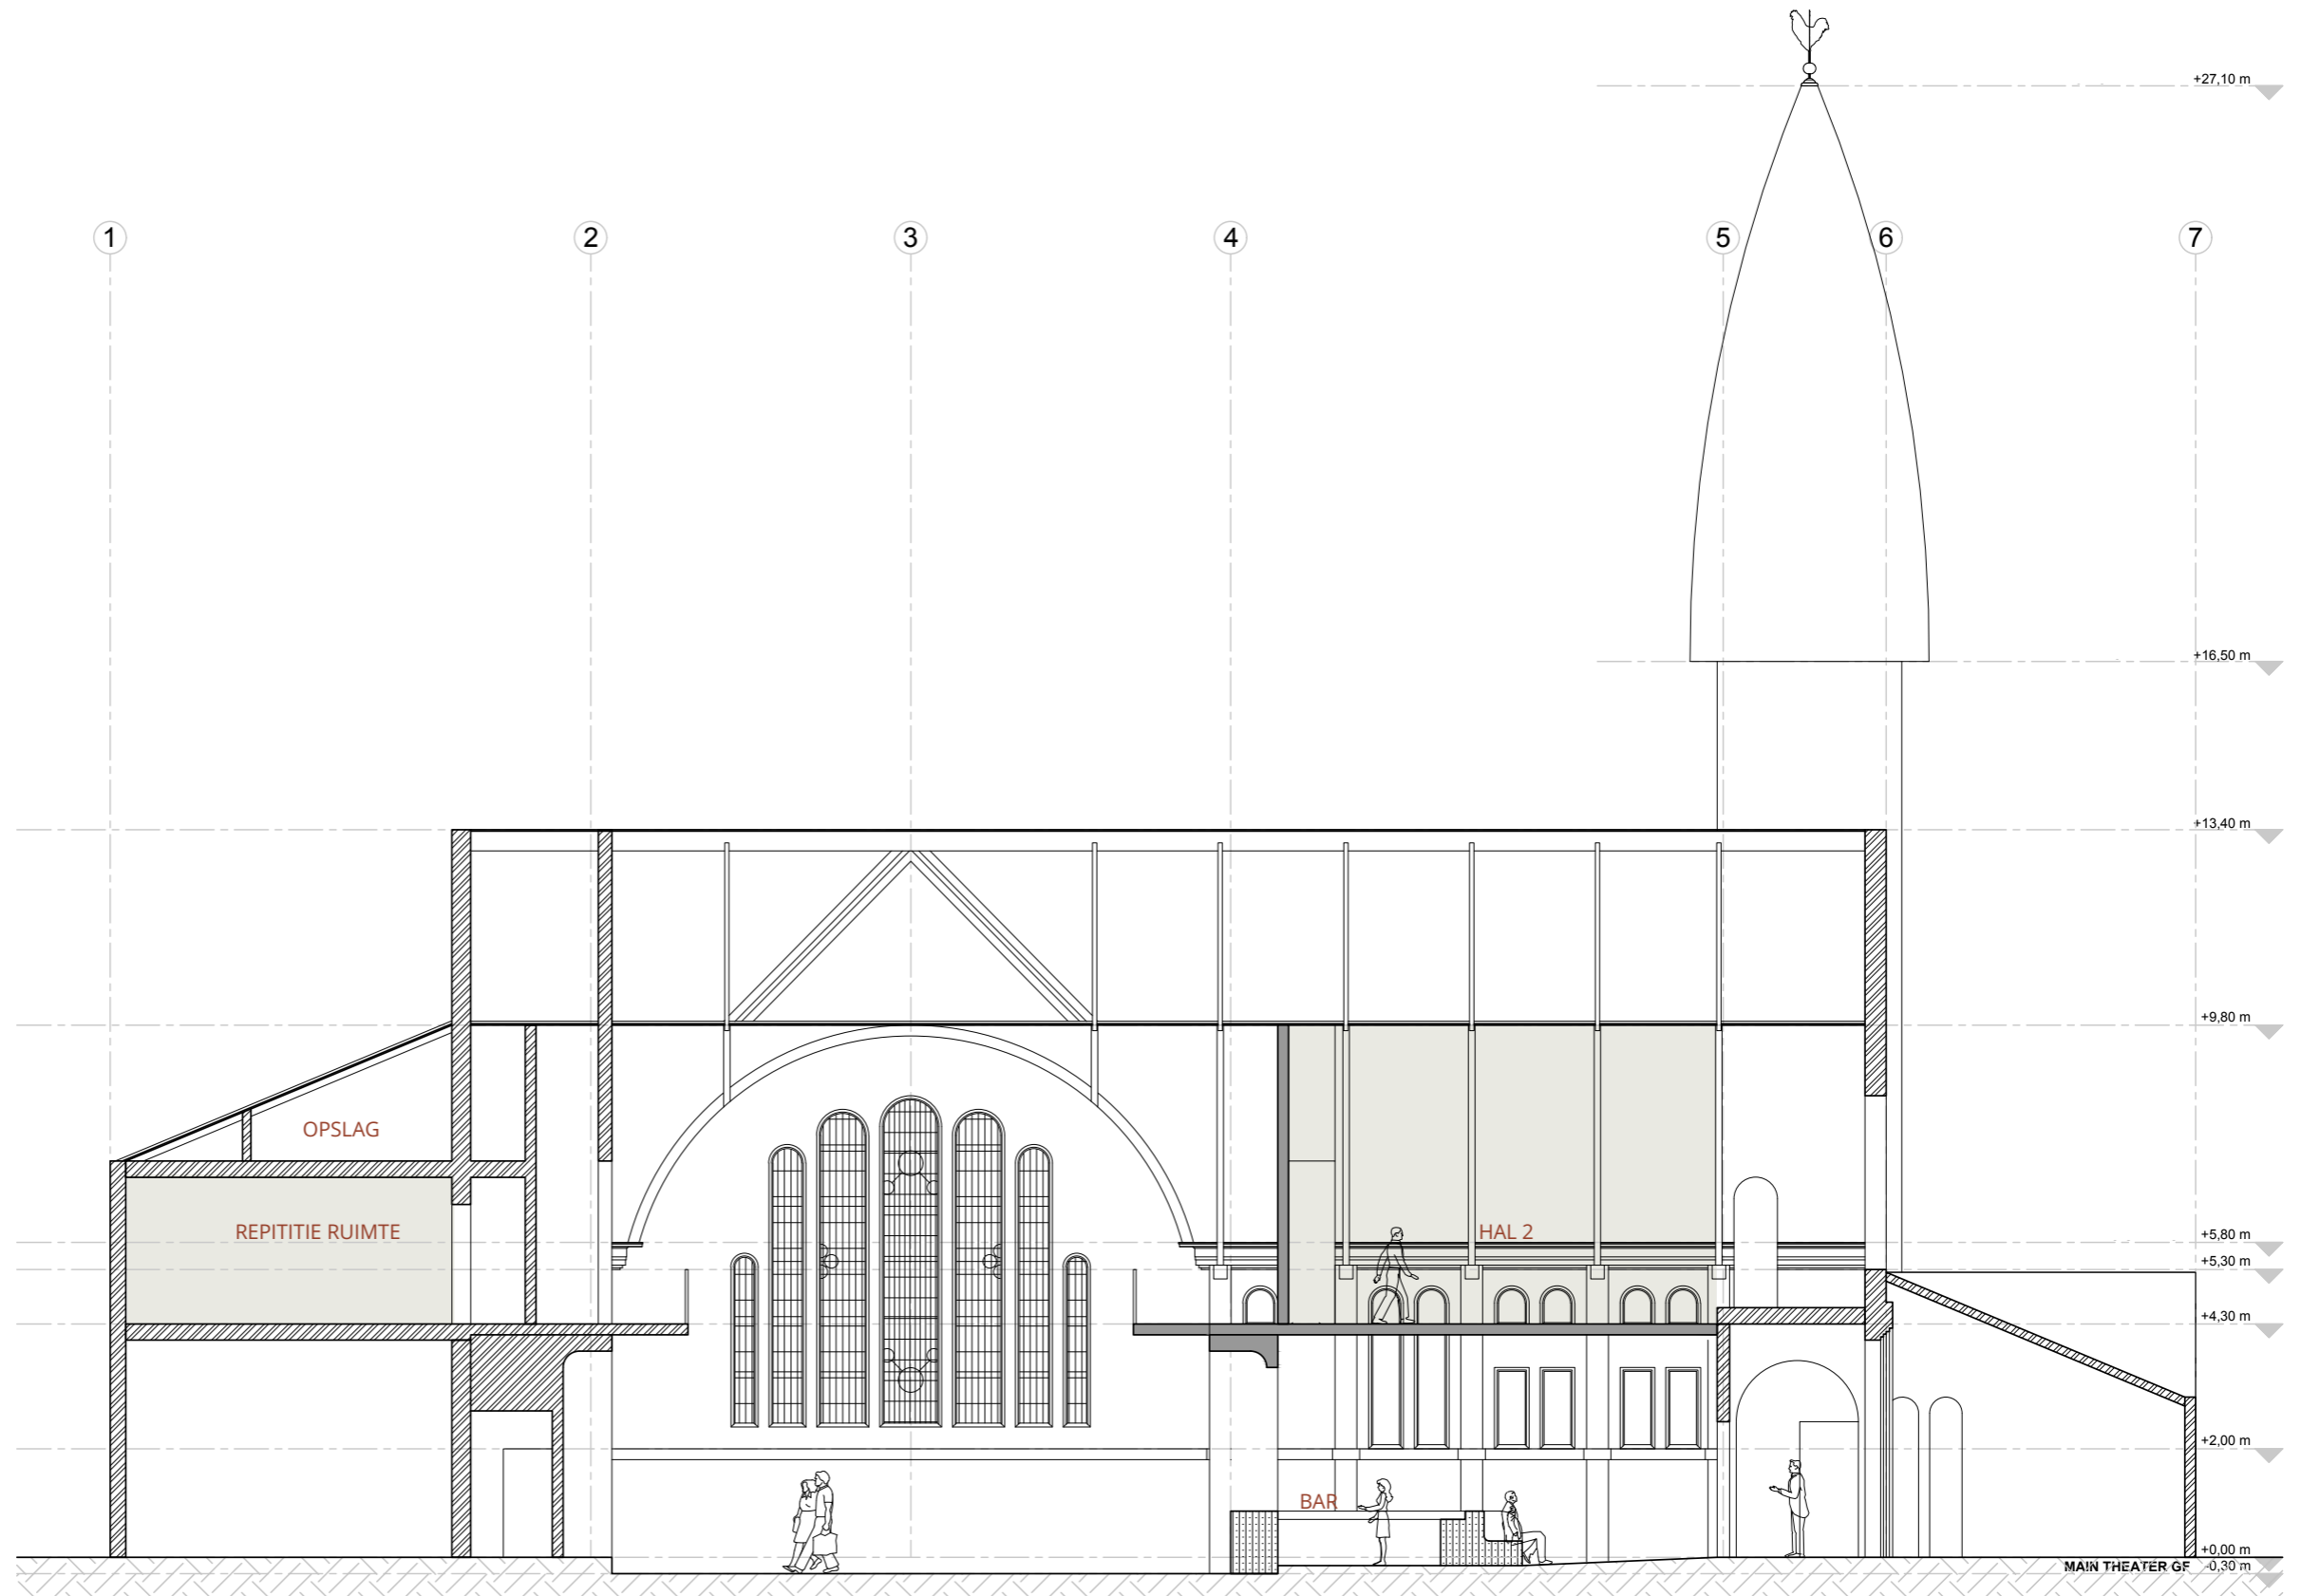 +27,10 m
1 2 3 4 5 6 7
+16,50 m
+13,40 m
+9,80 m
OPSLAG
REPITITIE RUIMTE
HAL 2
+5,80 m
+5,30 m
+4,30 m
+2,00 m
BAR
+0,00 m
MAIN THEATER GF -0,30 m